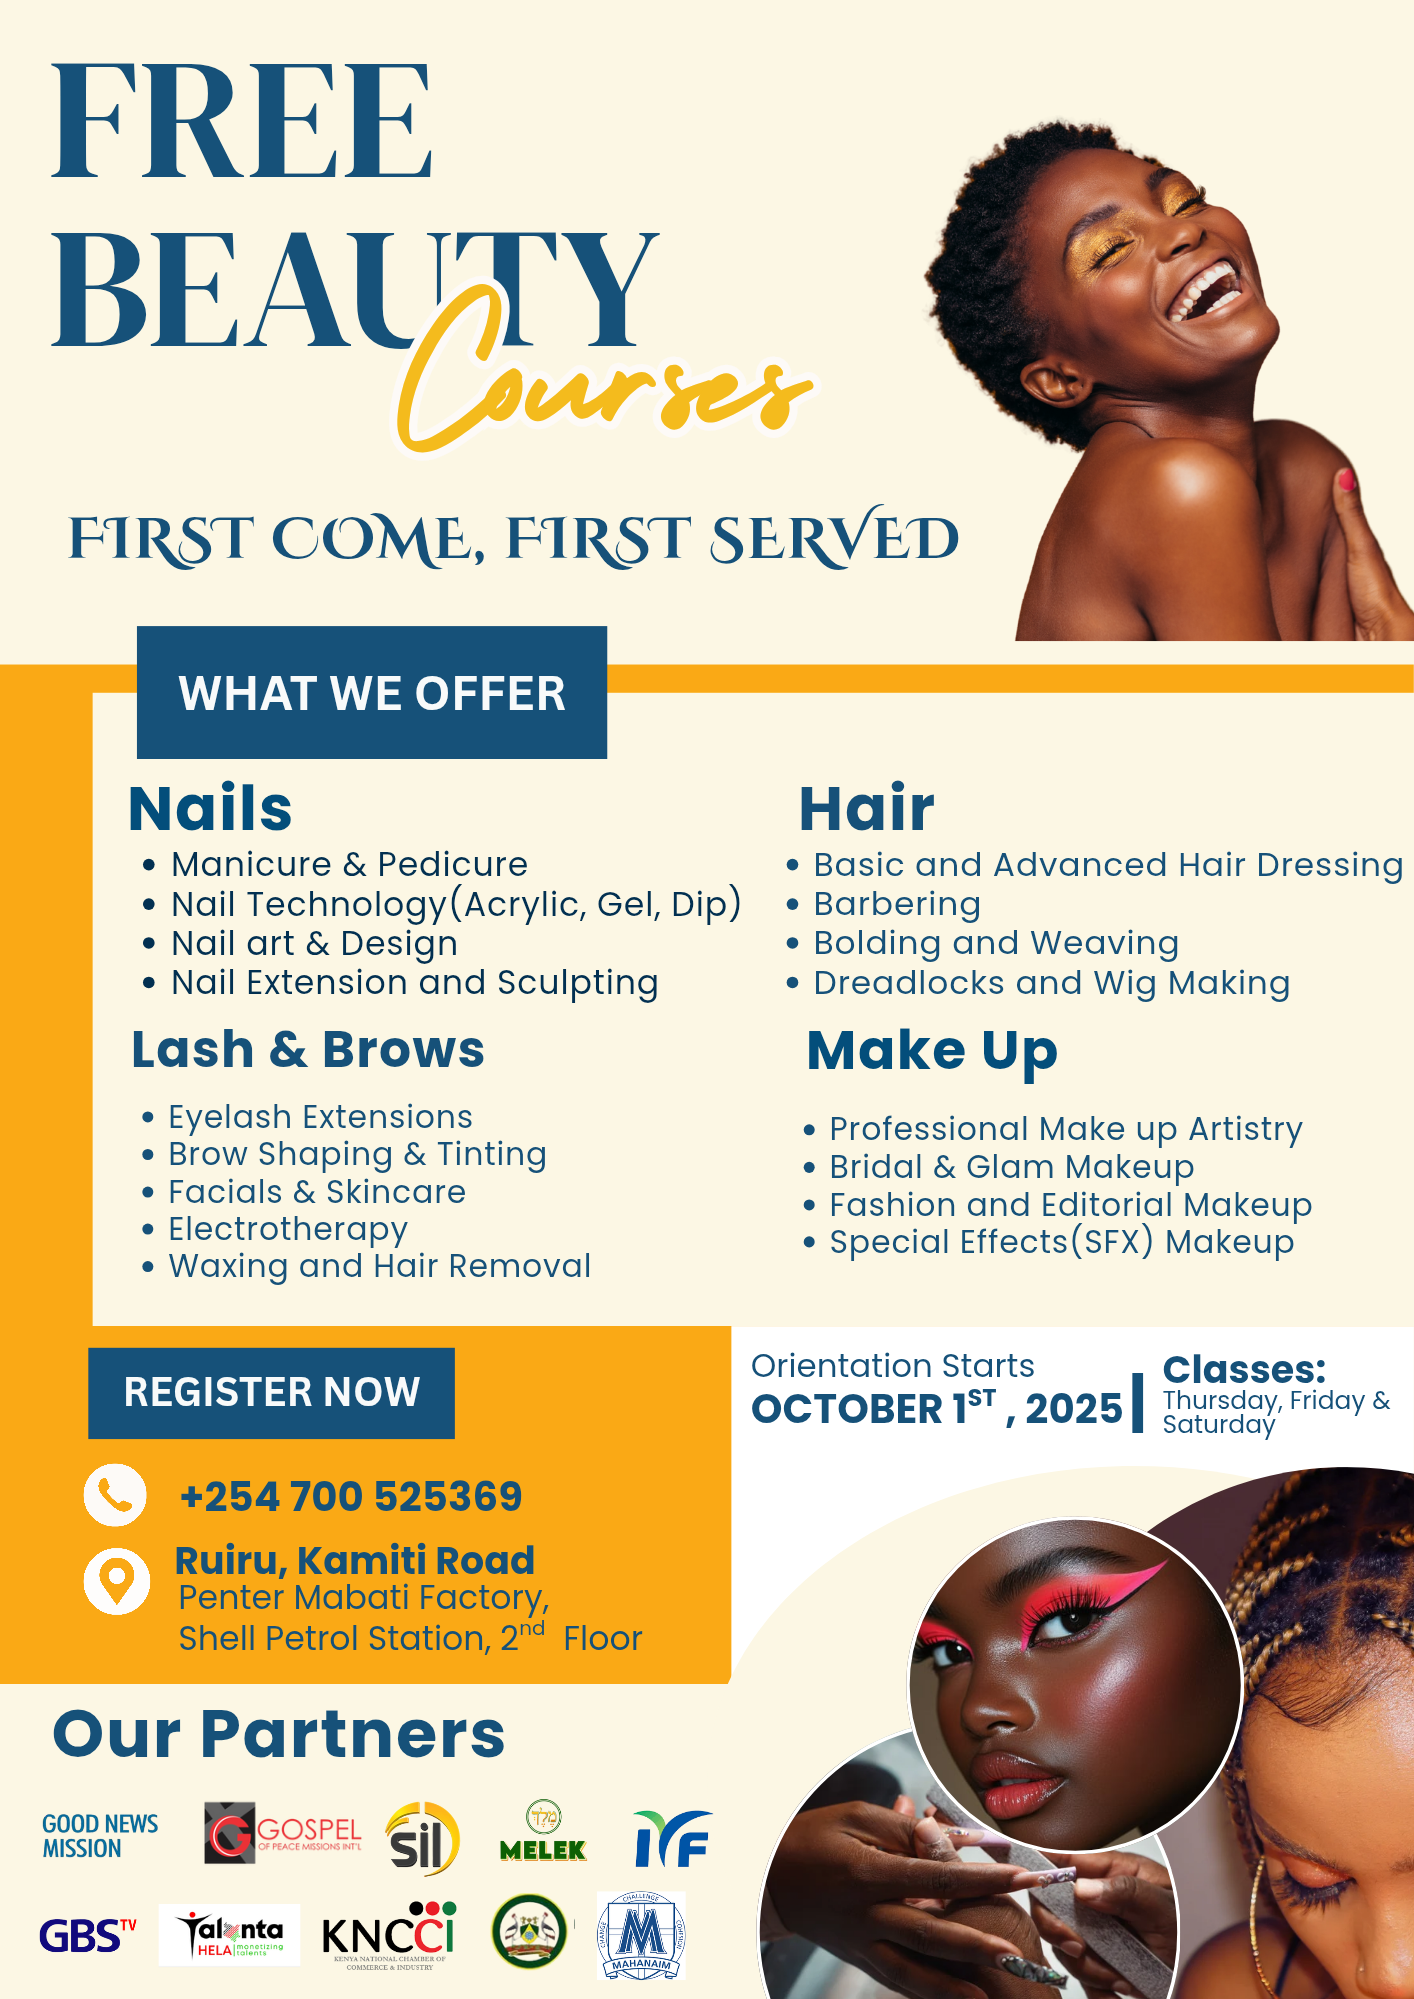 FREE
BEAUTY
Courses
FIRST COME, FIRST SERVED
WHAT WE OFFER
Nails
• Manicure & Pedicure
• Nail Technology(Acrylic, Gel, Dip)
• Nail art & Design
• Nail Extension and Sculpting
Hair
• Basic and Advanced Hair Dressing
• Barbering
• Bolding and Weaving
• Dreadlocks and Wig Making
Lash & Brows
• Eyelash Extensions
• Brow Shaping & Tinting
• Facials & Skincare
• Electrotherapy
• Waxing and Hair Removal
Make Up
• Professional Make up Artistry
• Bridal & Glam Makeup
• Fashion and Editorial Makeup
• Special Effects(SFX) Makeup
REGISTER NOW
+254 700 525369
Ruiru, Kamiti Road
Penter Mabati Factory,
Shell Petrol Station, 2nd Floor
Orientation Starts
OCTOBER 1ST , 2025
Classes:
Thursday, Friday &
Saturday
Our Partners
GOOD NEWS
MISSION
GOSPEL
OF PEACE MISSIONS INT'L
sil
מֶלֶךְ
MELEK
IYF
GBS TV
Talanta
HELA monetizing
talents
KNCCI
KENYA NATIONAL CHAMBER OF
COMMERCE & INDUSTRY
CHALLENGE
CHANGE
COHESION
M
MAHANAIM